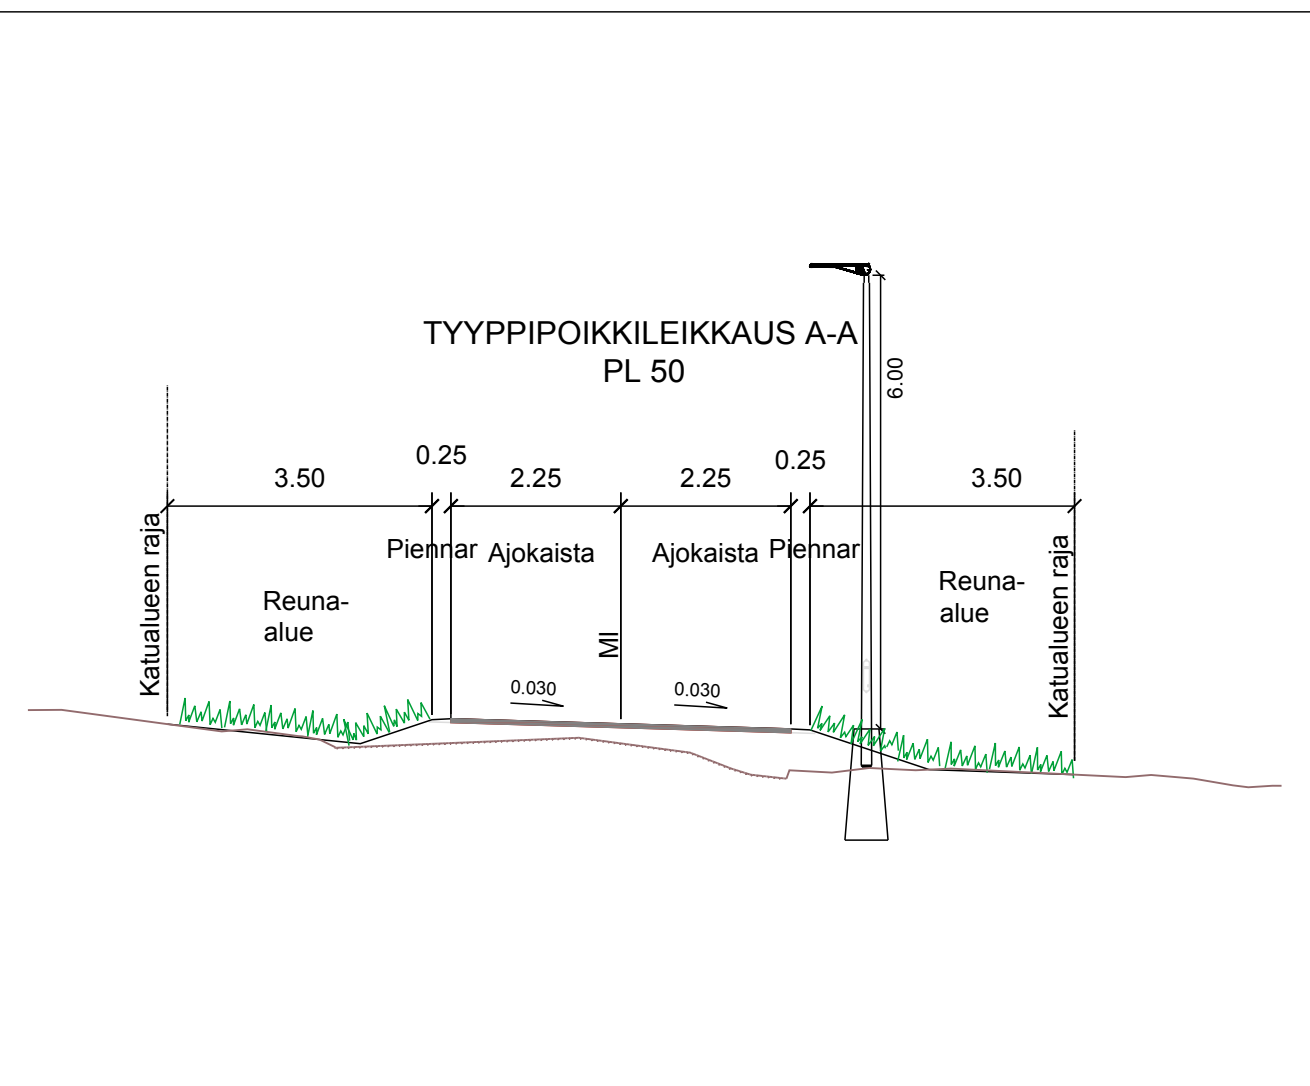 TYYPPIPOIKKILEIKKAUS A-A
PL 50
6.00
3.50
0.25
2.25
2.25
0.25
3.50
Katualueen raja
Reuna-
alue
Piennar
Ajokaista
MI
Ajokaista
Piennar
Reuna-
alue
Katualueen raja
0.030
0.030